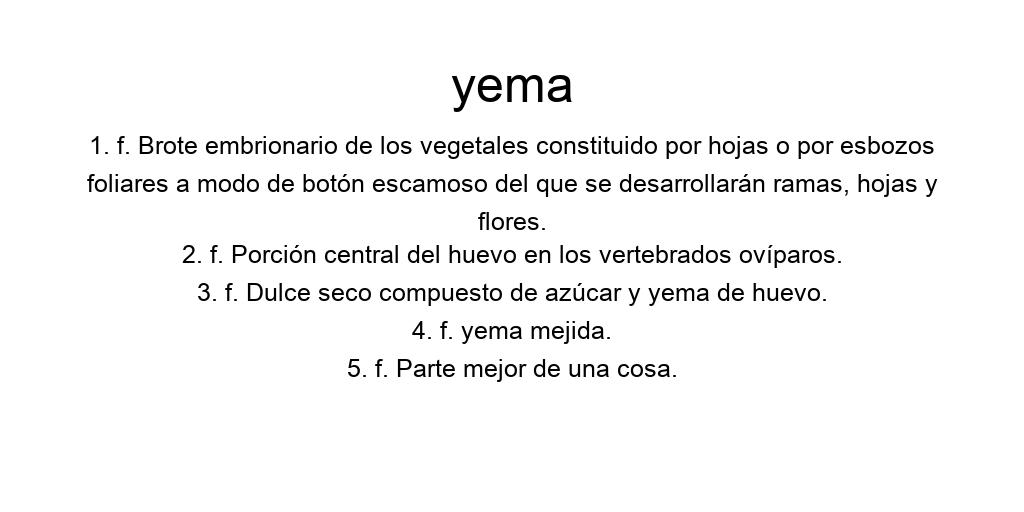 yema
1. f. Brote embrionario de los vegetales constituido por hojas o por esbozos
foliares a modo de botón escamoso del que se desarrollarán ramas, hojas y
flores.
2. f. Porción central del huevo en los vertebrados ovíparos.
3. f. Dulce seco compuesto de azúcar y yema de huevo.
4. f. yema mejida.
5. f. Parte mejor de una cosa.